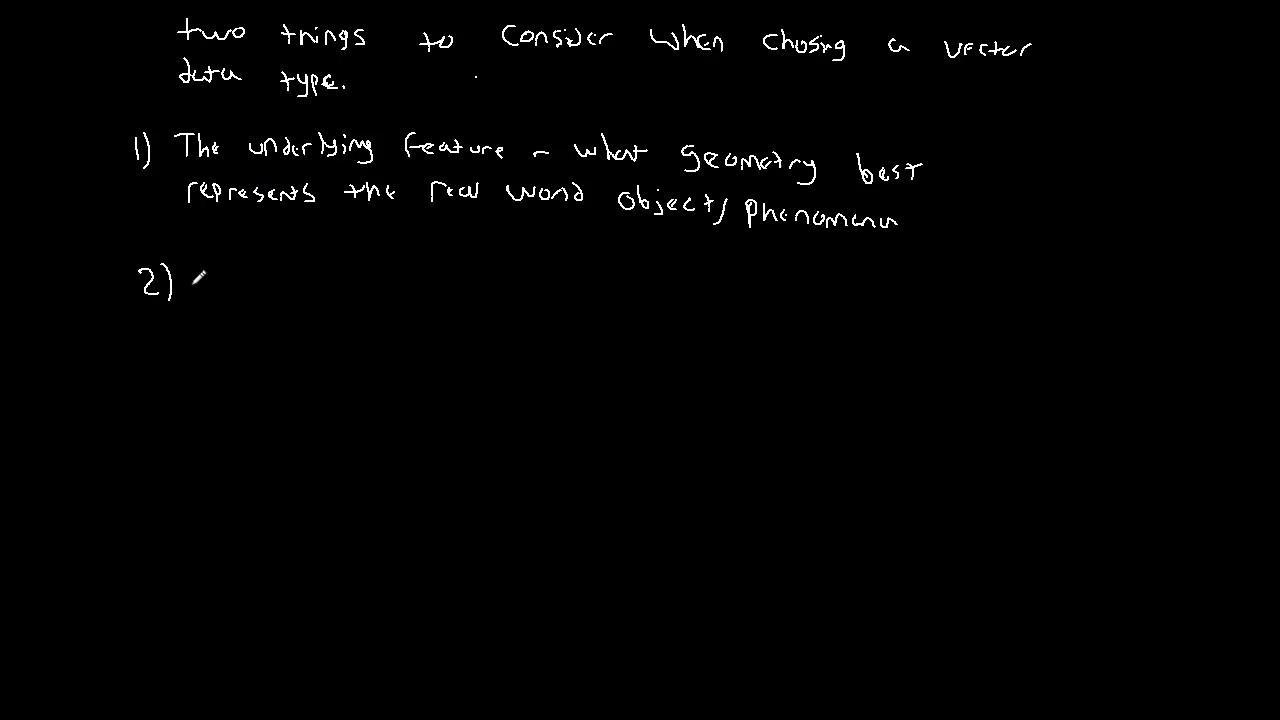 two things to consider when chosing a vector
data type.
1) The underlying feature - what geometry best
represents the real world object/phenomena
2)